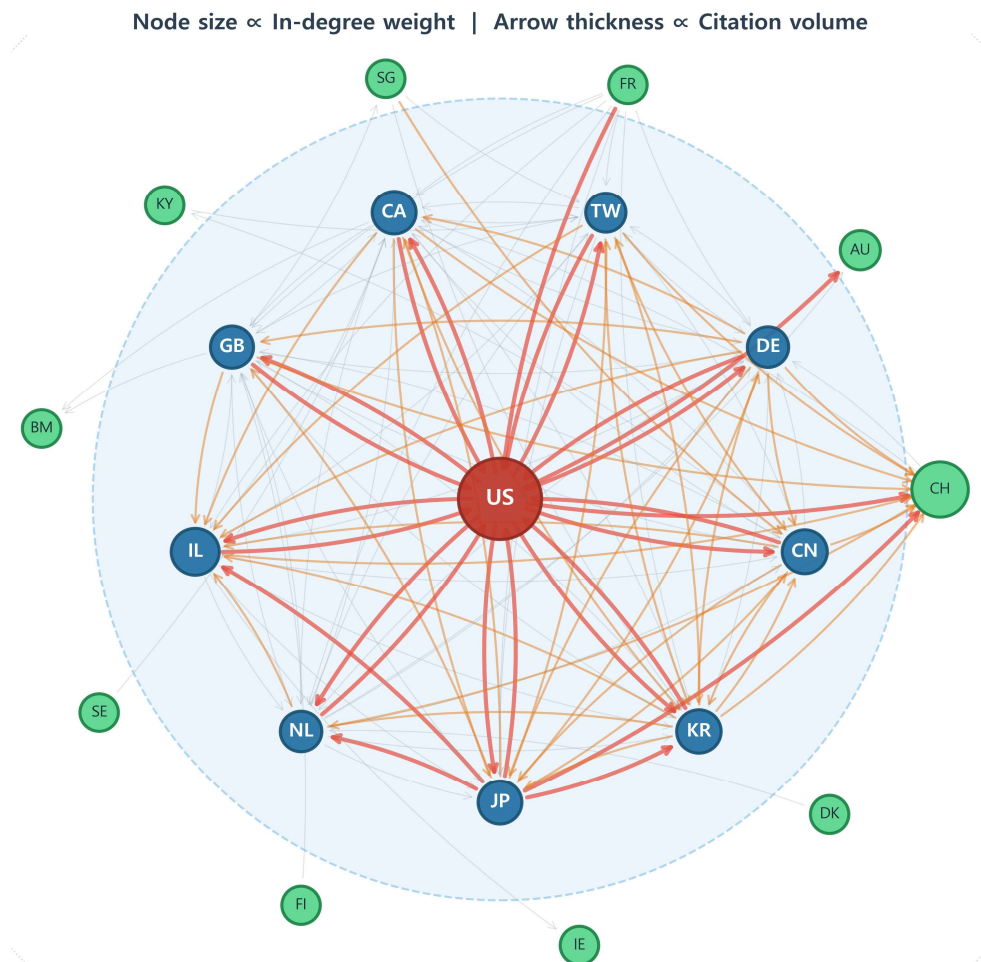 Node size ∝ In-degree weight | Arrow thickness ∝ Citation volume
SG
FR
KY
CA
TW
AU
GB
DE
BM
CH
US
IL
CN
SE
NL
KR
JP
DK
FI
IE